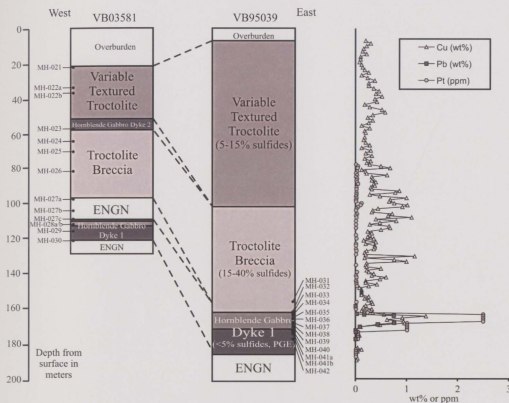 West
VB03581
VB95039
East
0
20
40
60
80
100
120
140
160
180
200
Depth from
surface in
meters
MH-021
MH-022a
MH-022b
MH-023
MH-024
MH-025
MH-026
MH-027a
MH-027b
MH-027c
MH-028a/b
MH-029
MH-030
Overburden
Variable
Textured
Troctolite
Hornblende Gabbro Dyke 2
Troctolite
Breccia
ENGN
Hornblende Gabbro
Dyke 1
ENGN
Overburden
Variable
Textured
Troctolite
(5-15% sulfides)
Troctolite
Breccia
(15-40% sulfides)
Hornblende Gabbro
Dyke 1
(<5% sulfides, PGE)
ENGN
MH-031
MH-032
MH-033
MH-034
MH-035
MH-036
MH-037
MH-038
MH-039
MH-040
MH-041a
MH-041b
MH-042
Cu (wt%)
Pb (wt%)
Pt (ppm)
0 1 2 3
wt% or ppm